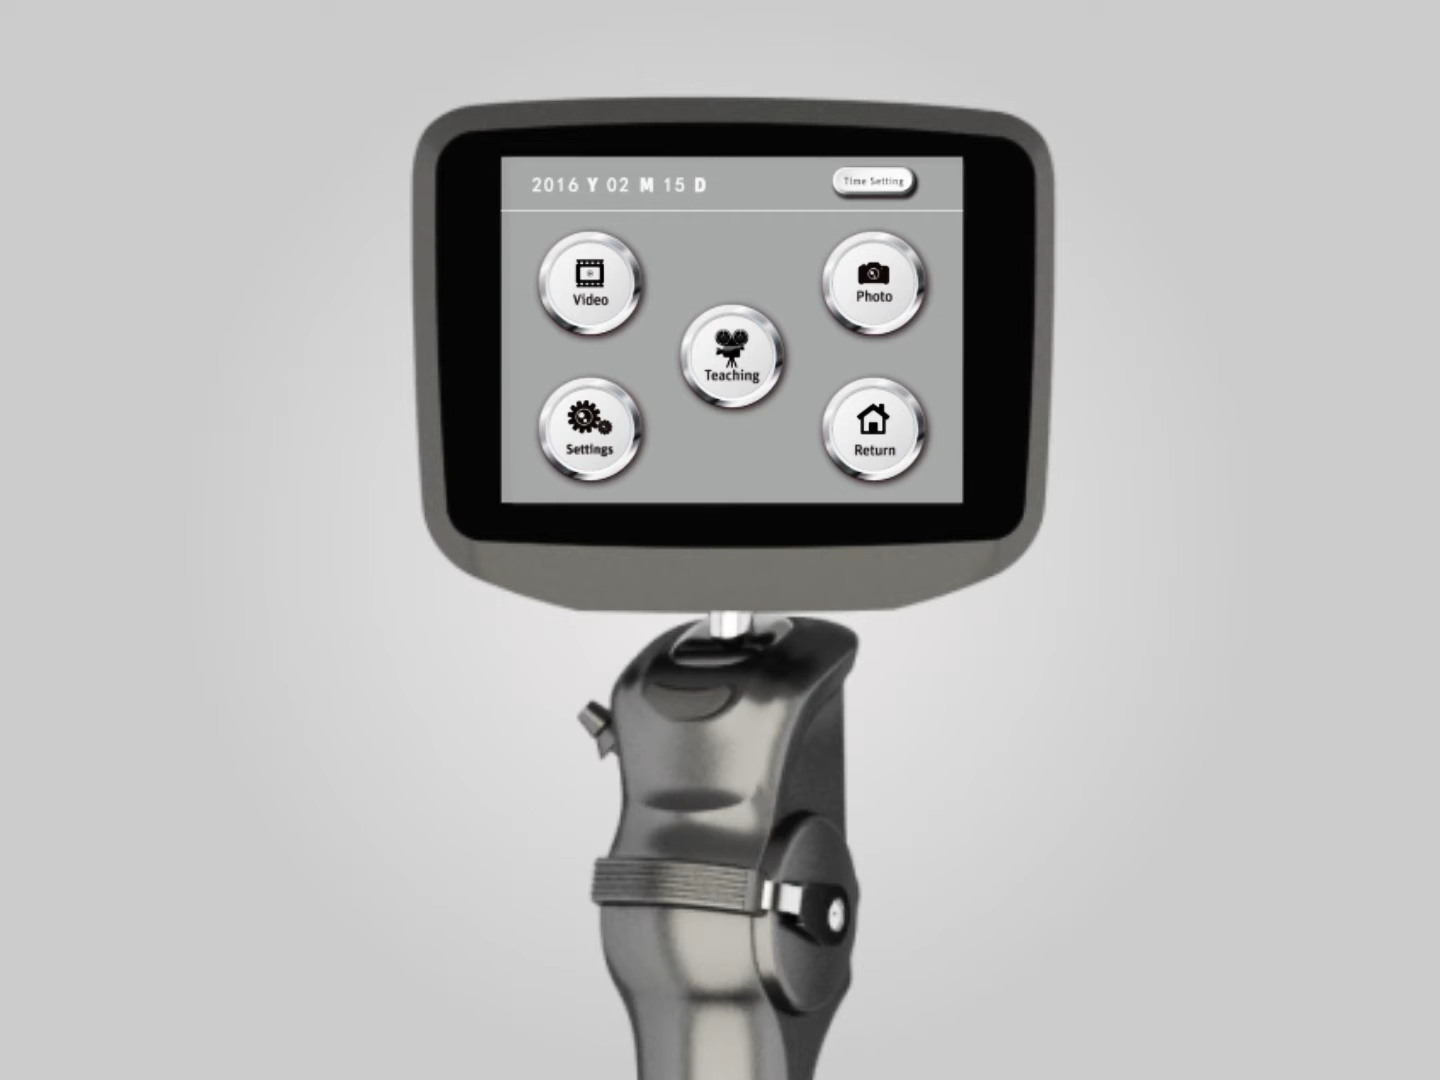 2016 Y 02 M 15 D
Time Setting
Video
Photo
Teaching
Settings
Return